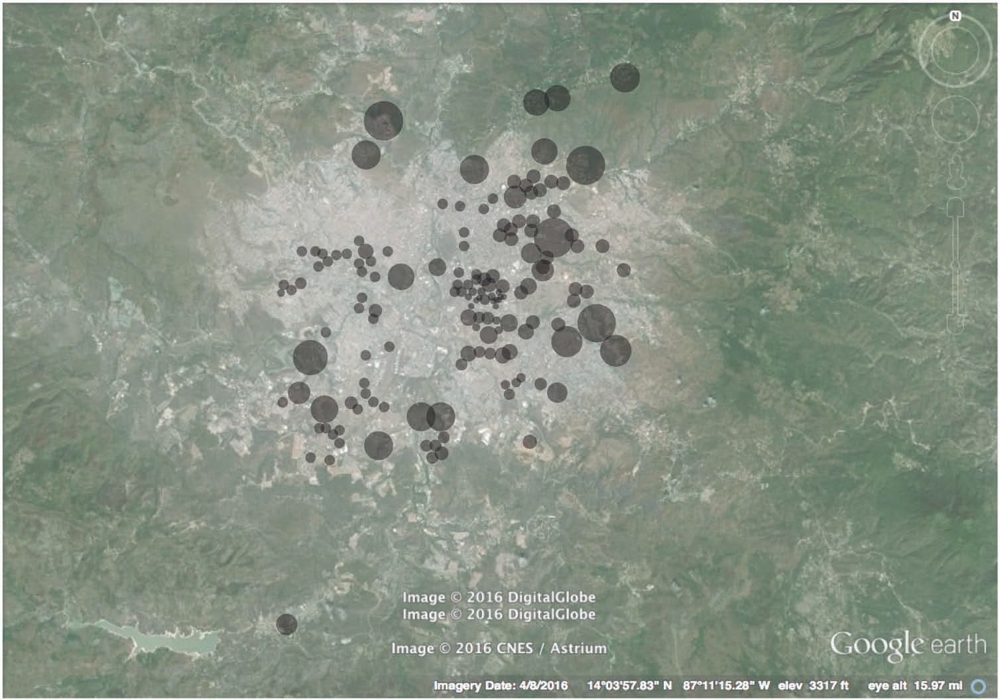 N
Image © 2016 DigitalGlobe
Image © 2016 DigitalGlobe
Image © 2016 CNES / Astrium
Google earth
Imagery Date: 4/8/2016 14°03'57.83" N 87°11'15.28" W elev 3317 ft eye alt 15.97 mi